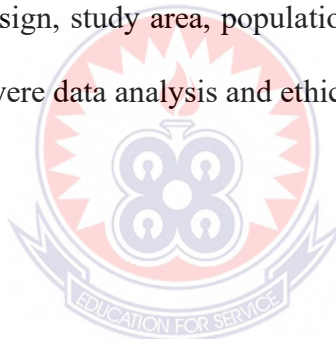 sign, study area, populatio
were data analysis and ethic
EDUCATION FOR SERVICE